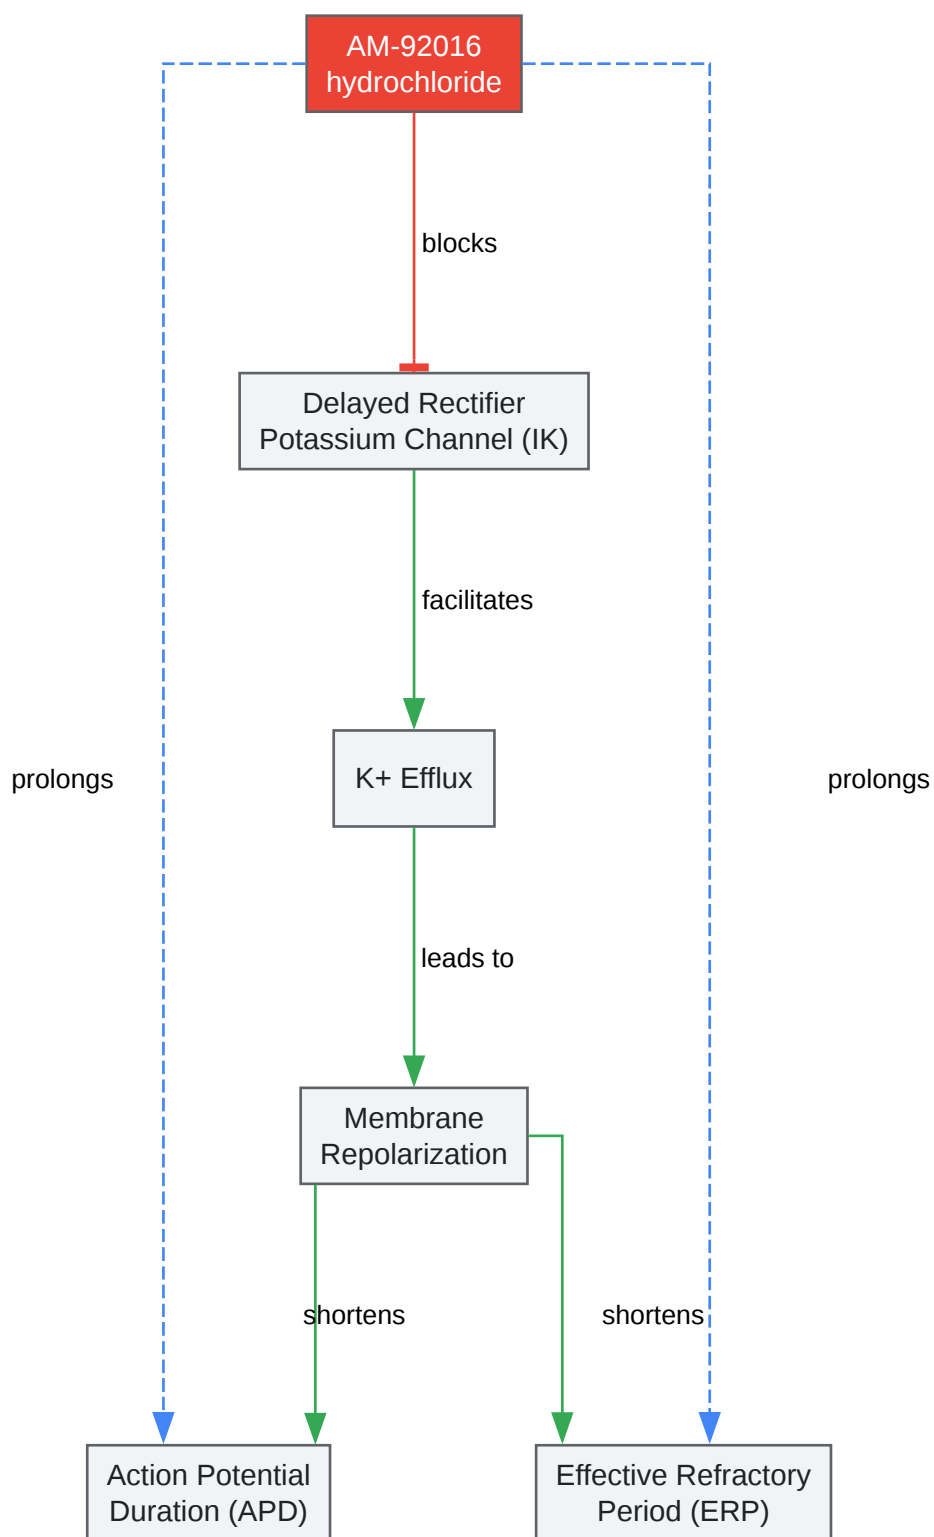 AM-92016
hydrochloride
blocks
Delayed Rectifier
Potassium Channel (IK)
facilitates
K+ Efflux
prolongs
prolongs
leads to
Membrane
Repolarization
shortens
shortens
Action Potential
Duration (APD)
Effective Refractory
Period (ERP)